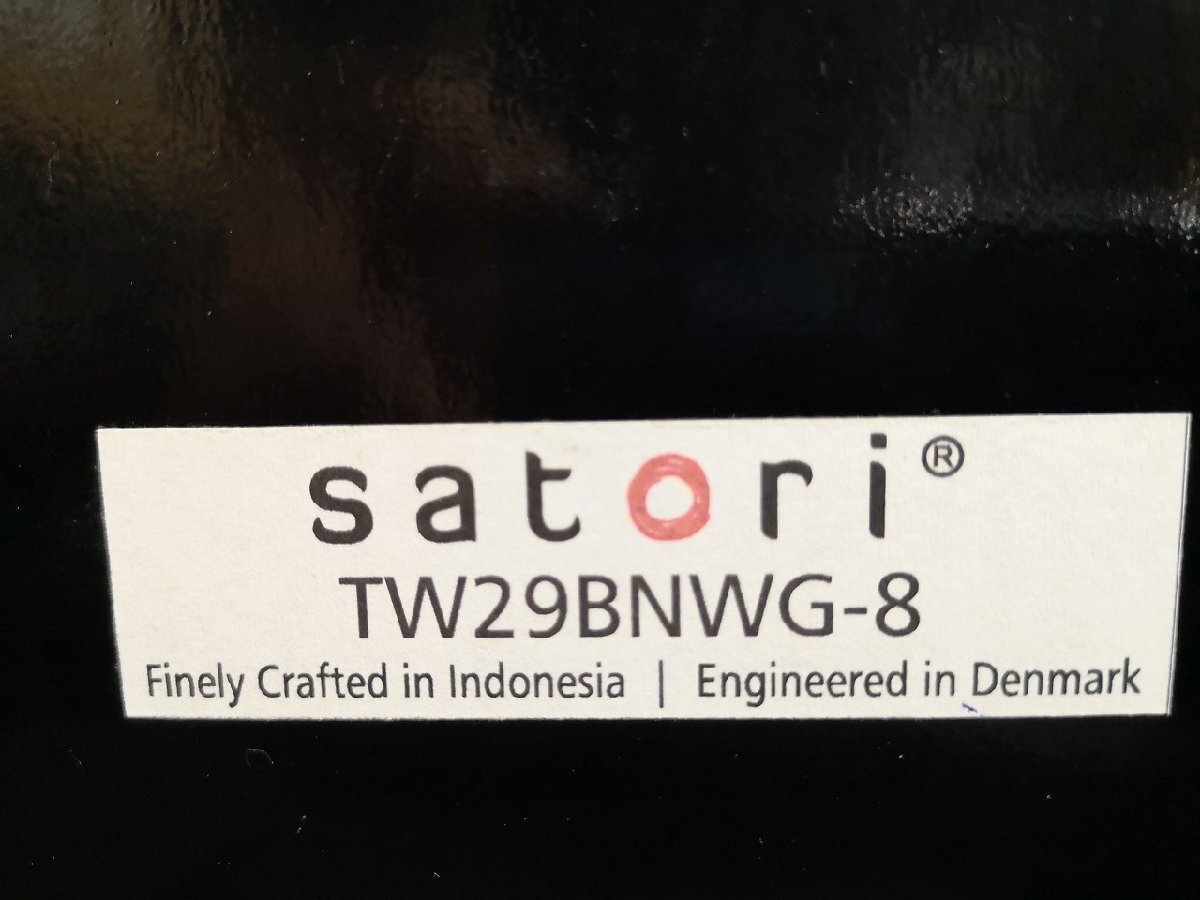 satori®
TW29BNWG-8
Finely Crafted in Indonesia | Engineered in Denmark